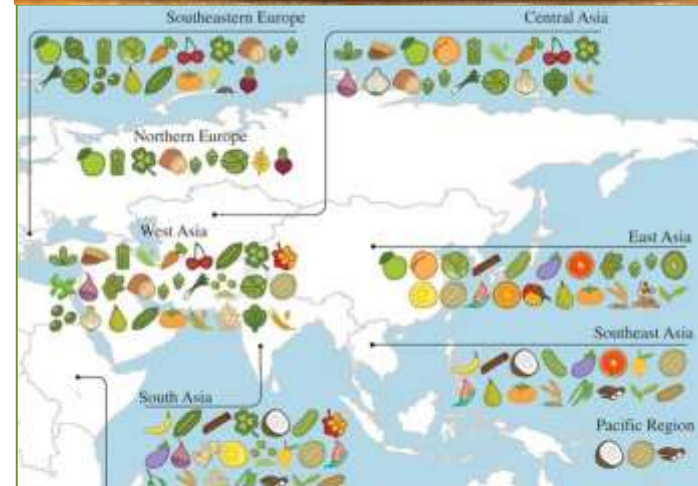 Southeastern Europe
Central Asia
Northern Europe
West Asia
East Asia
Southeast Asia
South Asia
Pacific Region